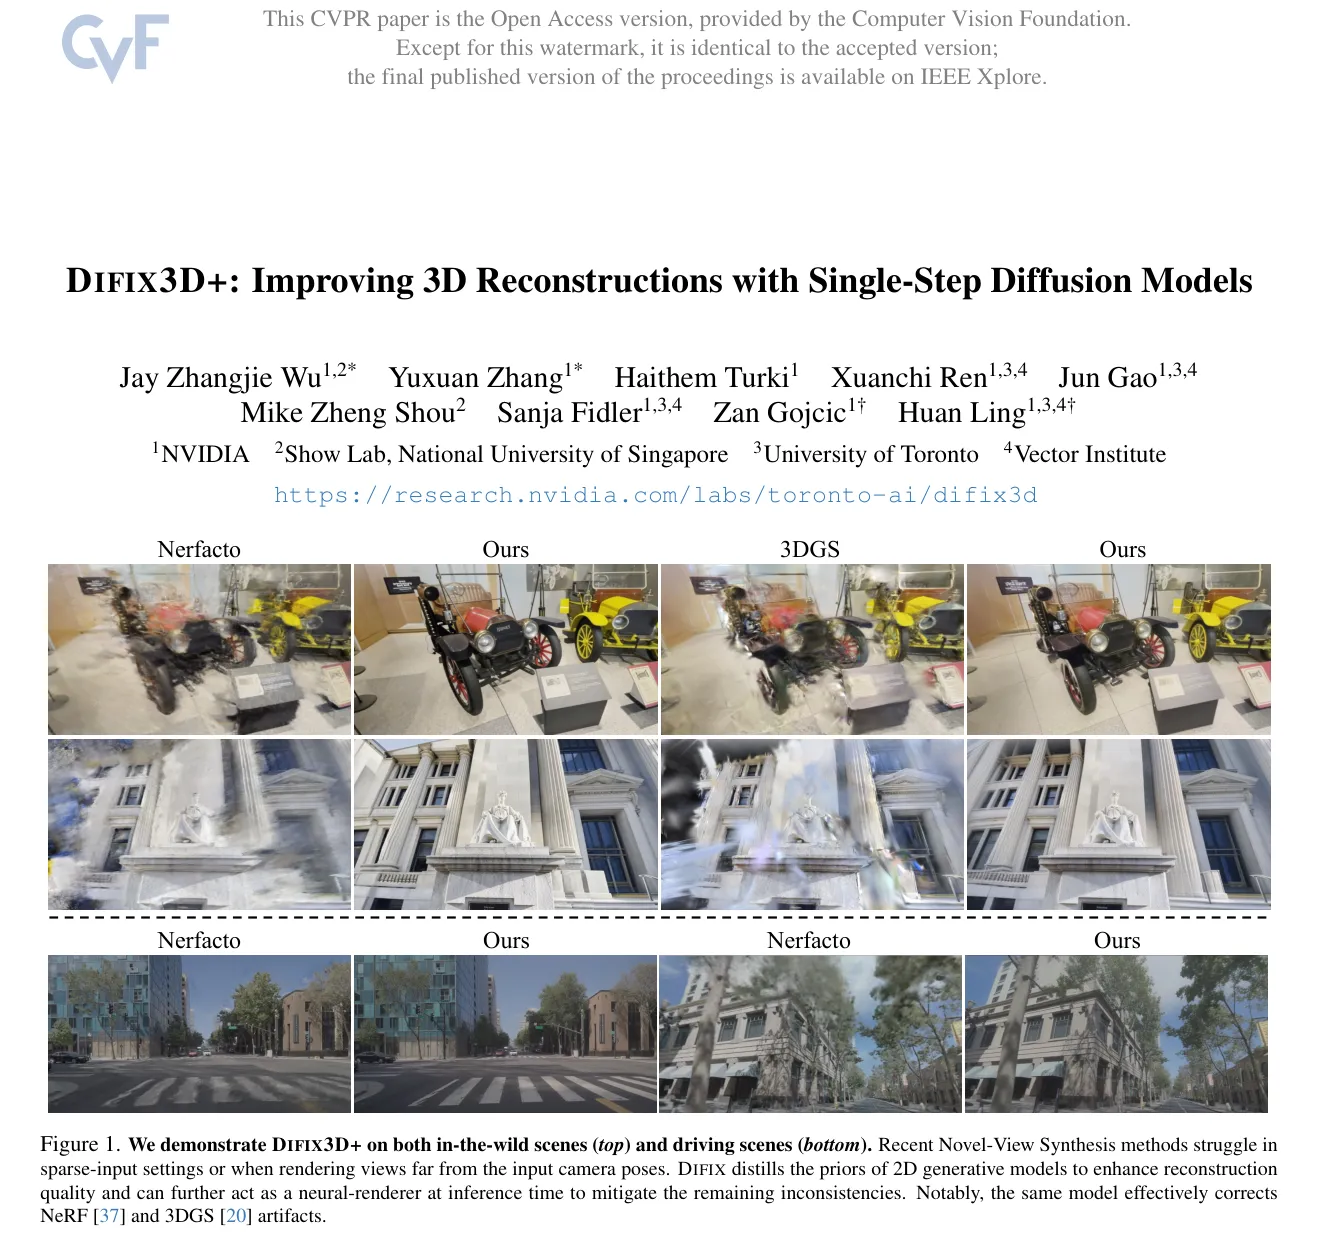 CVF
This CVPR paper is the Open Access version, provided by the Computer Vision Foundation.
Except for this watermark, it is identical to the accepted version;
the final published version of the proceedings is available on IEEE Xplore.
DIFIX3D+: Improving 3D Reconstructions with Single-Step Diffusion Models
Jay Zhangjie Wu1,2* Yuxuan Zhang1* Haithem Turki1 Xuanchi Ren1,3,4 Jun Gao1,3,4
Mike Zheng Shou2 Sanja Fidler1,3,4 Zan Gojcic1† Huan Ling1,3,4†
1NVIDIA 2Show Lab, National University of Singapore 3University of Toronto 4Vector Institute
https://research.nvidia.com/labs/toronto-ai/difix3d
Nerfacto Ours 3DGS Ours
Nerfacto Ours Nerfacto Ours
Figure 1. We demonstrate DIFIX3D+ on both in-the-wild scenes (top) and driving scenes (bottom). Recent Novel-View Synthesis methods struggle in
sparse-input settings or when rendering views far from the input camera poses. DIFIX distills the priors of 2D generative models to enhance reconstruction
quality and can further act as a neural-renderer at inference time to mitigate the remaining inconsistencies. Notably, the same model effectively corrects
NeRF [37] and 3DGS [20] artifacts.